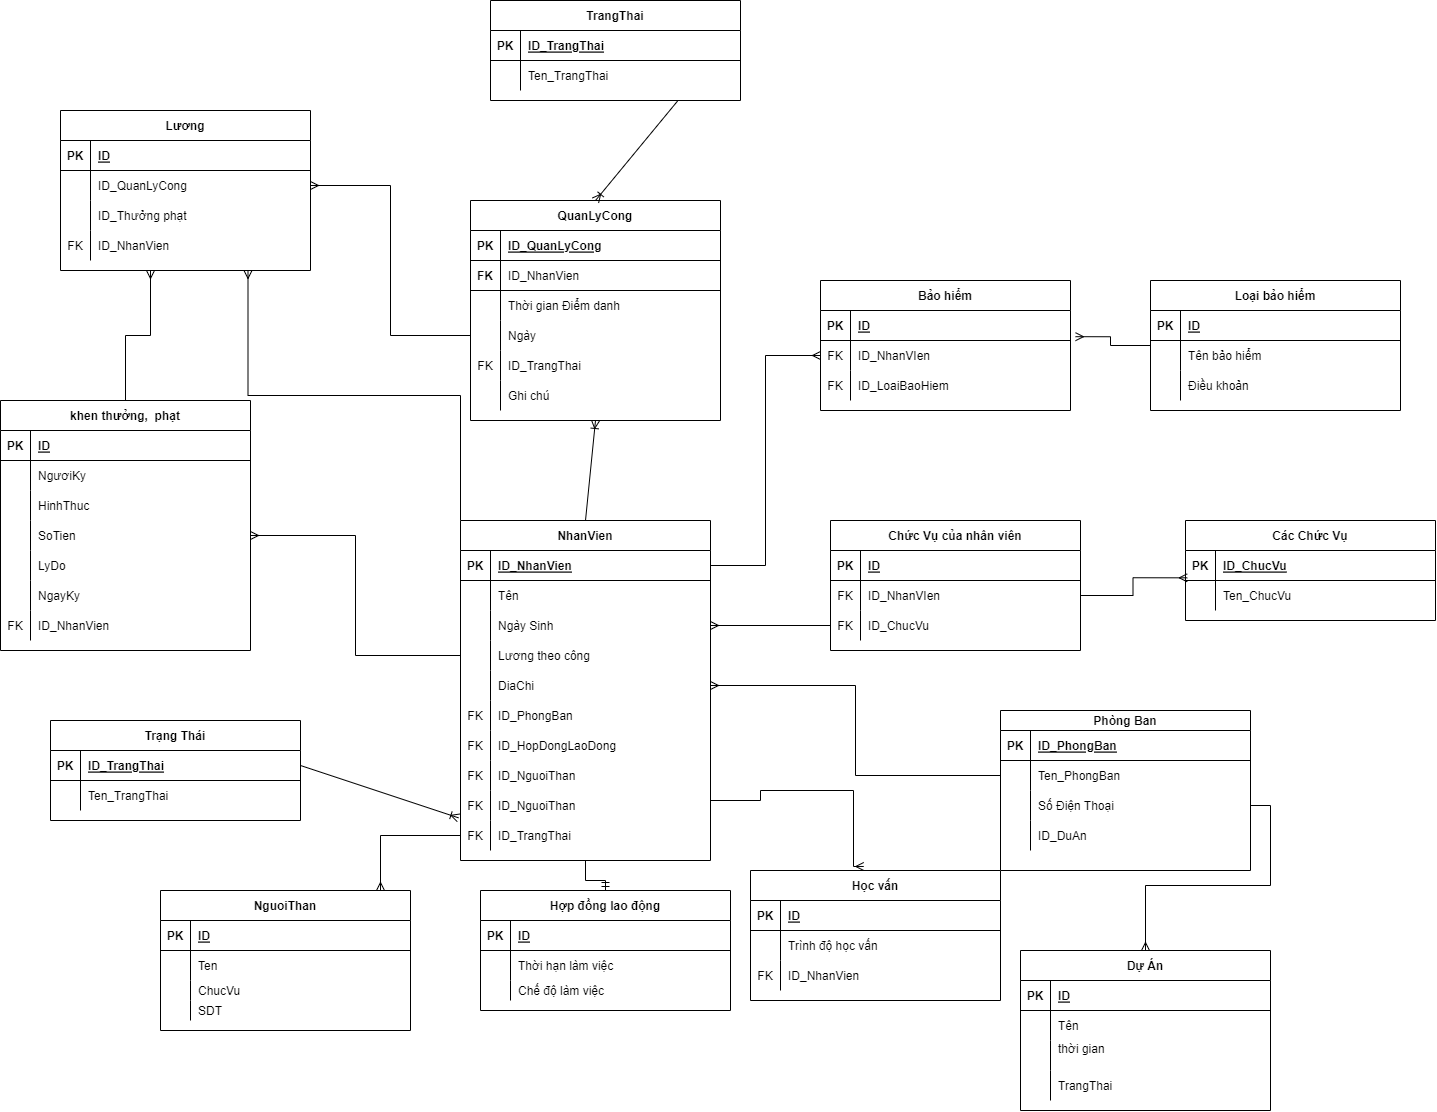 TrangThai
PK ID_TrangThai
Ten_TrangThai
Lương
PK ID
ID_QuanLyCong
ID_Thưởng phạt
FK ID_NhanVien
QuanLyCong
PK ID_QuanLyCong
FK ID_NhanVien
Thời gian Điểm danh
Ngày
FK ID_TrangThai
Ghi chú
Bảo hiểm
PK ID
FK ID_NhanVIen
FK ID_LoaiBaoHiem
Loại bảo hiểm
PK ID
Tên bảo hiểm
Điều khoản
khen thưởng, phạt
PK ID
NgươiKy
HinhThuc
SoTien
LyDo
NgayKy
FK ID_NhanVien
NhanVien
PK ID_NhanVien
Tên
Ngày Sinh
Lương theo công
DiaChi
FK ID_PhongBan
FK ID_HopDongLaoDong
FK ID_NguoiThan
FK ID_NguoiThan
FK ID_TrangThai
Chức Vụ của nhân viên
PK ID
FK ID_NhanVIen
FK ID_ChucVu
Các Chức Vụ
PK ID_ChucVu
Ten_ChucVu
Trạng Thái
PK ID_TrangThai
Ten_TrangThai
Phòng Ban
PK ID_PhongBan
Ten_PhongBan
Số Điện Thoại
ID_DuAn
NguoiThan
PK ID
Ten
ChucVu
SDT
Hợp đồng lao động
PK ID
Thời hạn làm việc
Chế độ làm việc
Học vấn
PK ID
Trình độ học vấn
FK ID_NhanVien
Dự Án
PK ID
Tên
thời gian
TrangThai